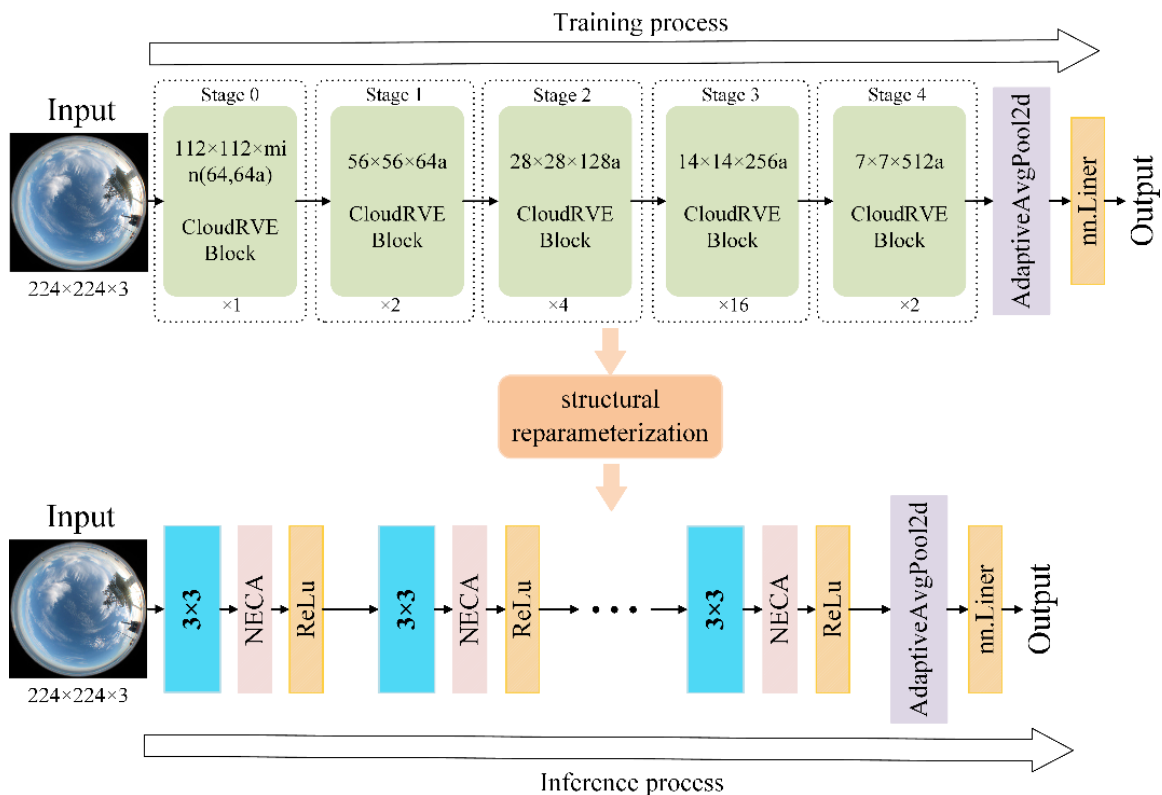 Training process
Input
224×224×3
Stage 0
112×112×mi
n(64,64a)
CloudRVE
Block
×1
Stage 1
56×56×64a
CloudRVE
Block
×2
Stage 2
28×28×128a
CloudRVE
Block
×4
Stage 3
14×14×256a
CloudRVE
Block
×16
Stage 4
7×7×512a
CloudRVE
Block
×2
AdaptiveAvgPool2d
nn.Liner
Output
structural
reparameterization
Input
224×224×3
3×3
NECA
ReLu
3×3
NECA
ReLu
• • •
3×3
NECA
ReLu
AdaptiveAvgPool2d
nn.Liner
Output
Inference process